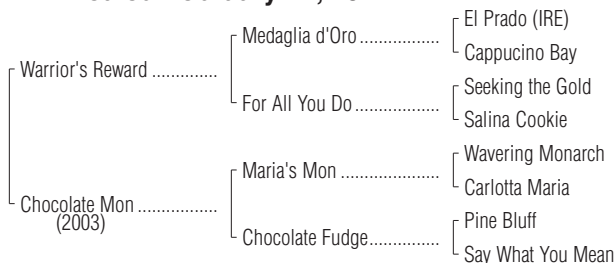 Warrior's Reward ..............
Chocolate Mon .................
(2003)
Medaglia d'Oro ..................
For All You Do ..................
Maria's Mon .....................
Chocolate Fudge...............
El Prado (IRE)
Cappucino Bay
Seeking the Gold
Salina Cookie
Wavering Monarch
Carlotta Maria
Pine Bluff
Say What You Mean